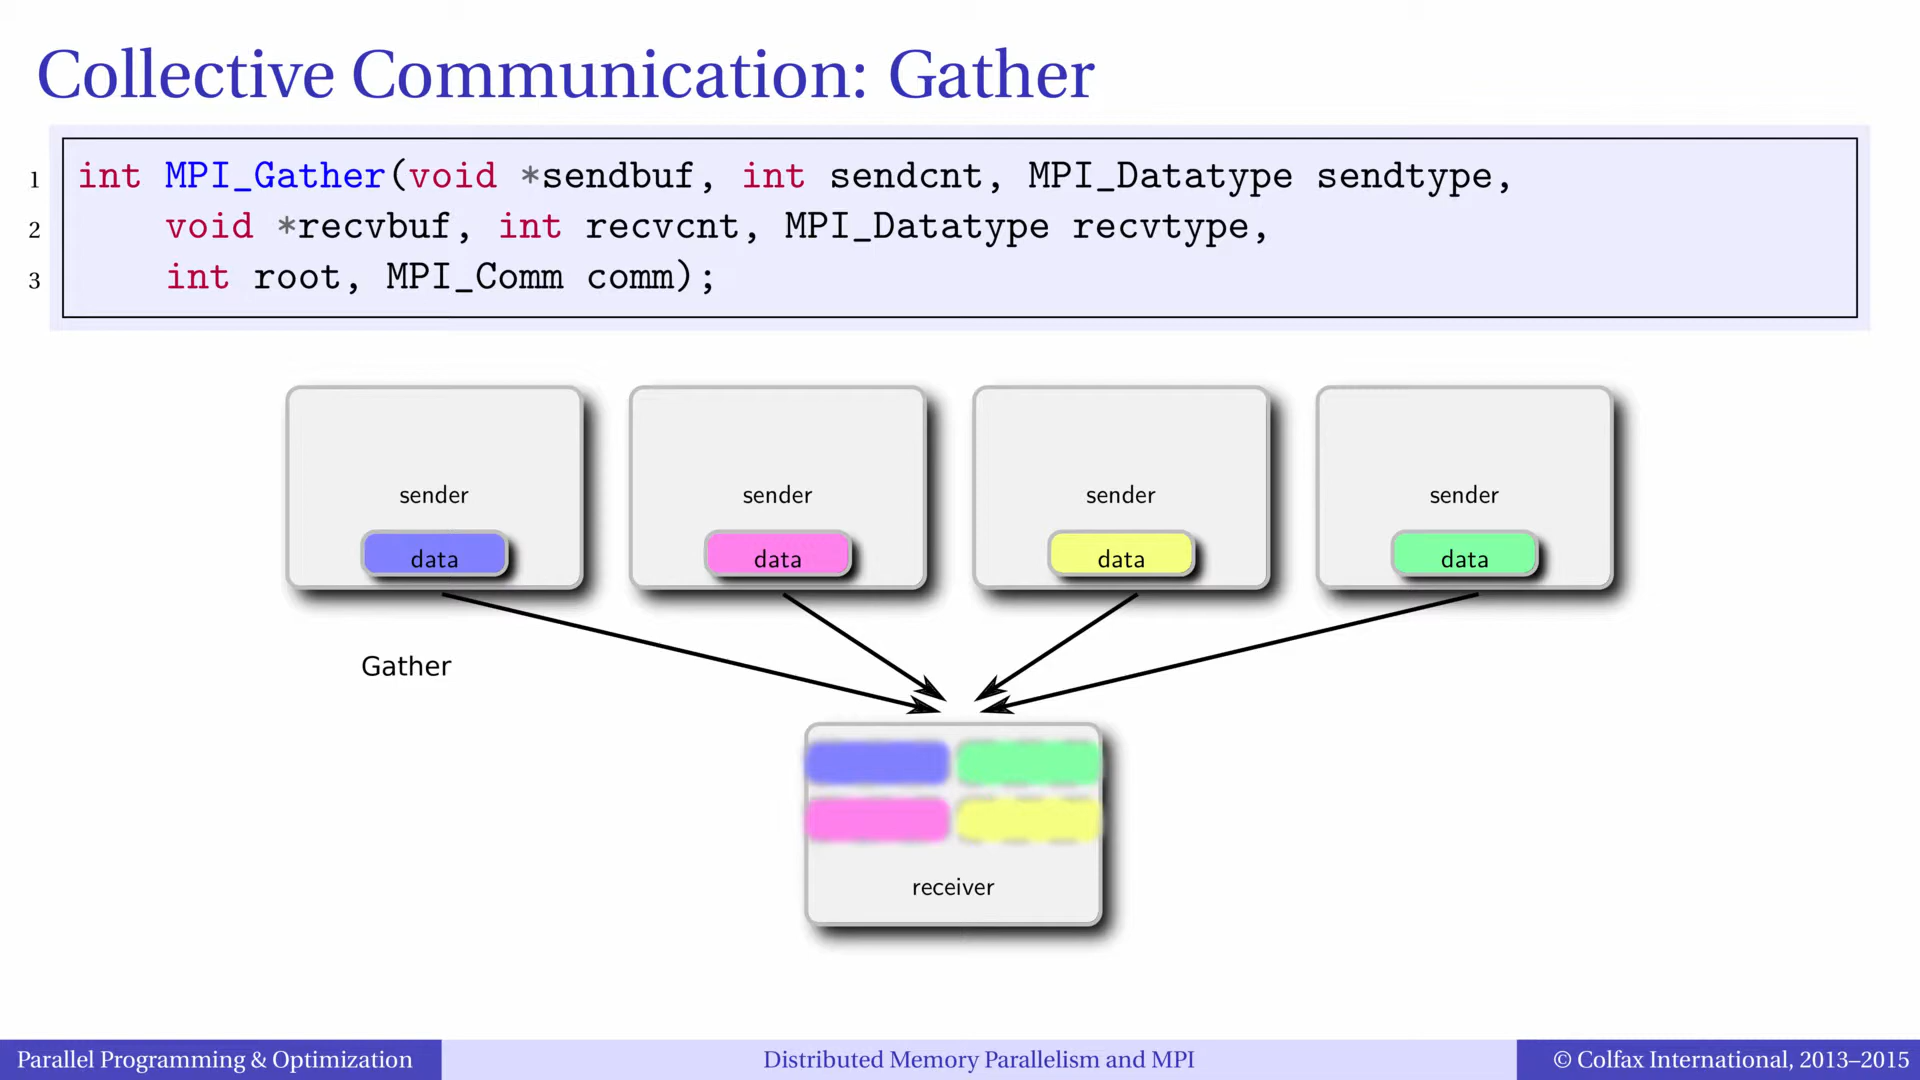 Collective Communication: Gather
1 int MPI_Gather(void *sendbuf, int sendcnt, MPI_Datatype sendtype,
2 void *recvbuf, int recvcnt, MPI_Datatype recvtype,
3 int root, MPI_Comm comm);
sender sender sender sender
data data data data
Gather
receiver
Parallel Programming & Optimization Distributed Memory Parallelism and MPI © Colfax International, 2013–2015